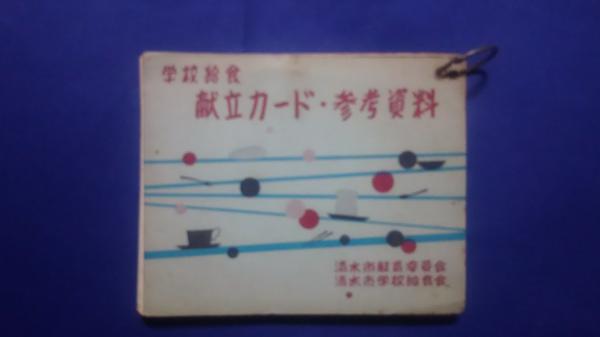 学校給食
献立カード・参考資料
清水市教育委員会
清水市学校給食会